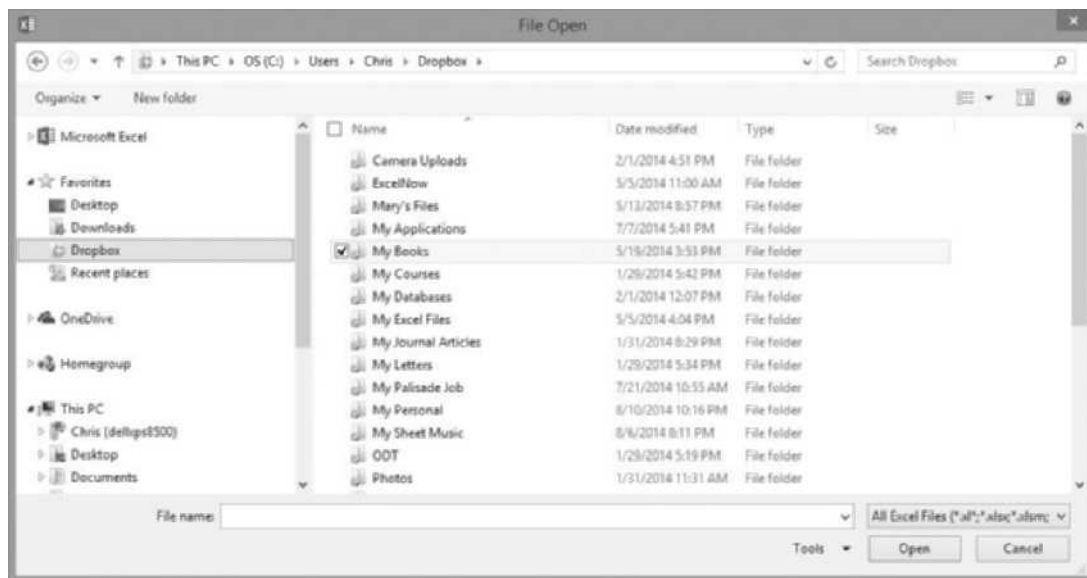 File Open
This PC OS (C:) Users Chris Dropbox Search Dropbox
Organize New folder
Microsoft Excel
Favorites
Desktop
Downloads
Dropbox
Recent places
OneDrive
Homegroup
This PC
Chris (dellxps8500)
Desktop
Documents
Name Date modified Type Size
Camera Uploads 2/1/2014 4:51 PM File folder
ExcelNow 5/5/2014 11:00 AM File folder
Mary's Files 5/13/2014 8:57 PM File folder
My Applications 7/7/2014 5:41 PM File folder
My Books 5/19/2014 3:53 PM File folder
My Courses 1/29/2014 5:42 PM File folder
My Databases 2/1/2014 12:07 PM File folder
My Excel Files 5/5/2014 4:04 PM File folder
My Journal Articles 1/31/2014 8:29 PM File folder
My Letters 1/29/2014 5:34 PM File folder
My Palisade Job 7/21/2014 10:55 AM File folder
My Personal 8/10/2014 10:16 PM File folder
My Sheet Music 8/6/2014 8:11 PM File folder
ODT 1/29/2014 5:19 PM File folder
Photos 1/31/2014 11:31 AM File folder
File name: All Excel Files (*.xl*;*.xlsx;*.xlsm;
Tools Open Cancel